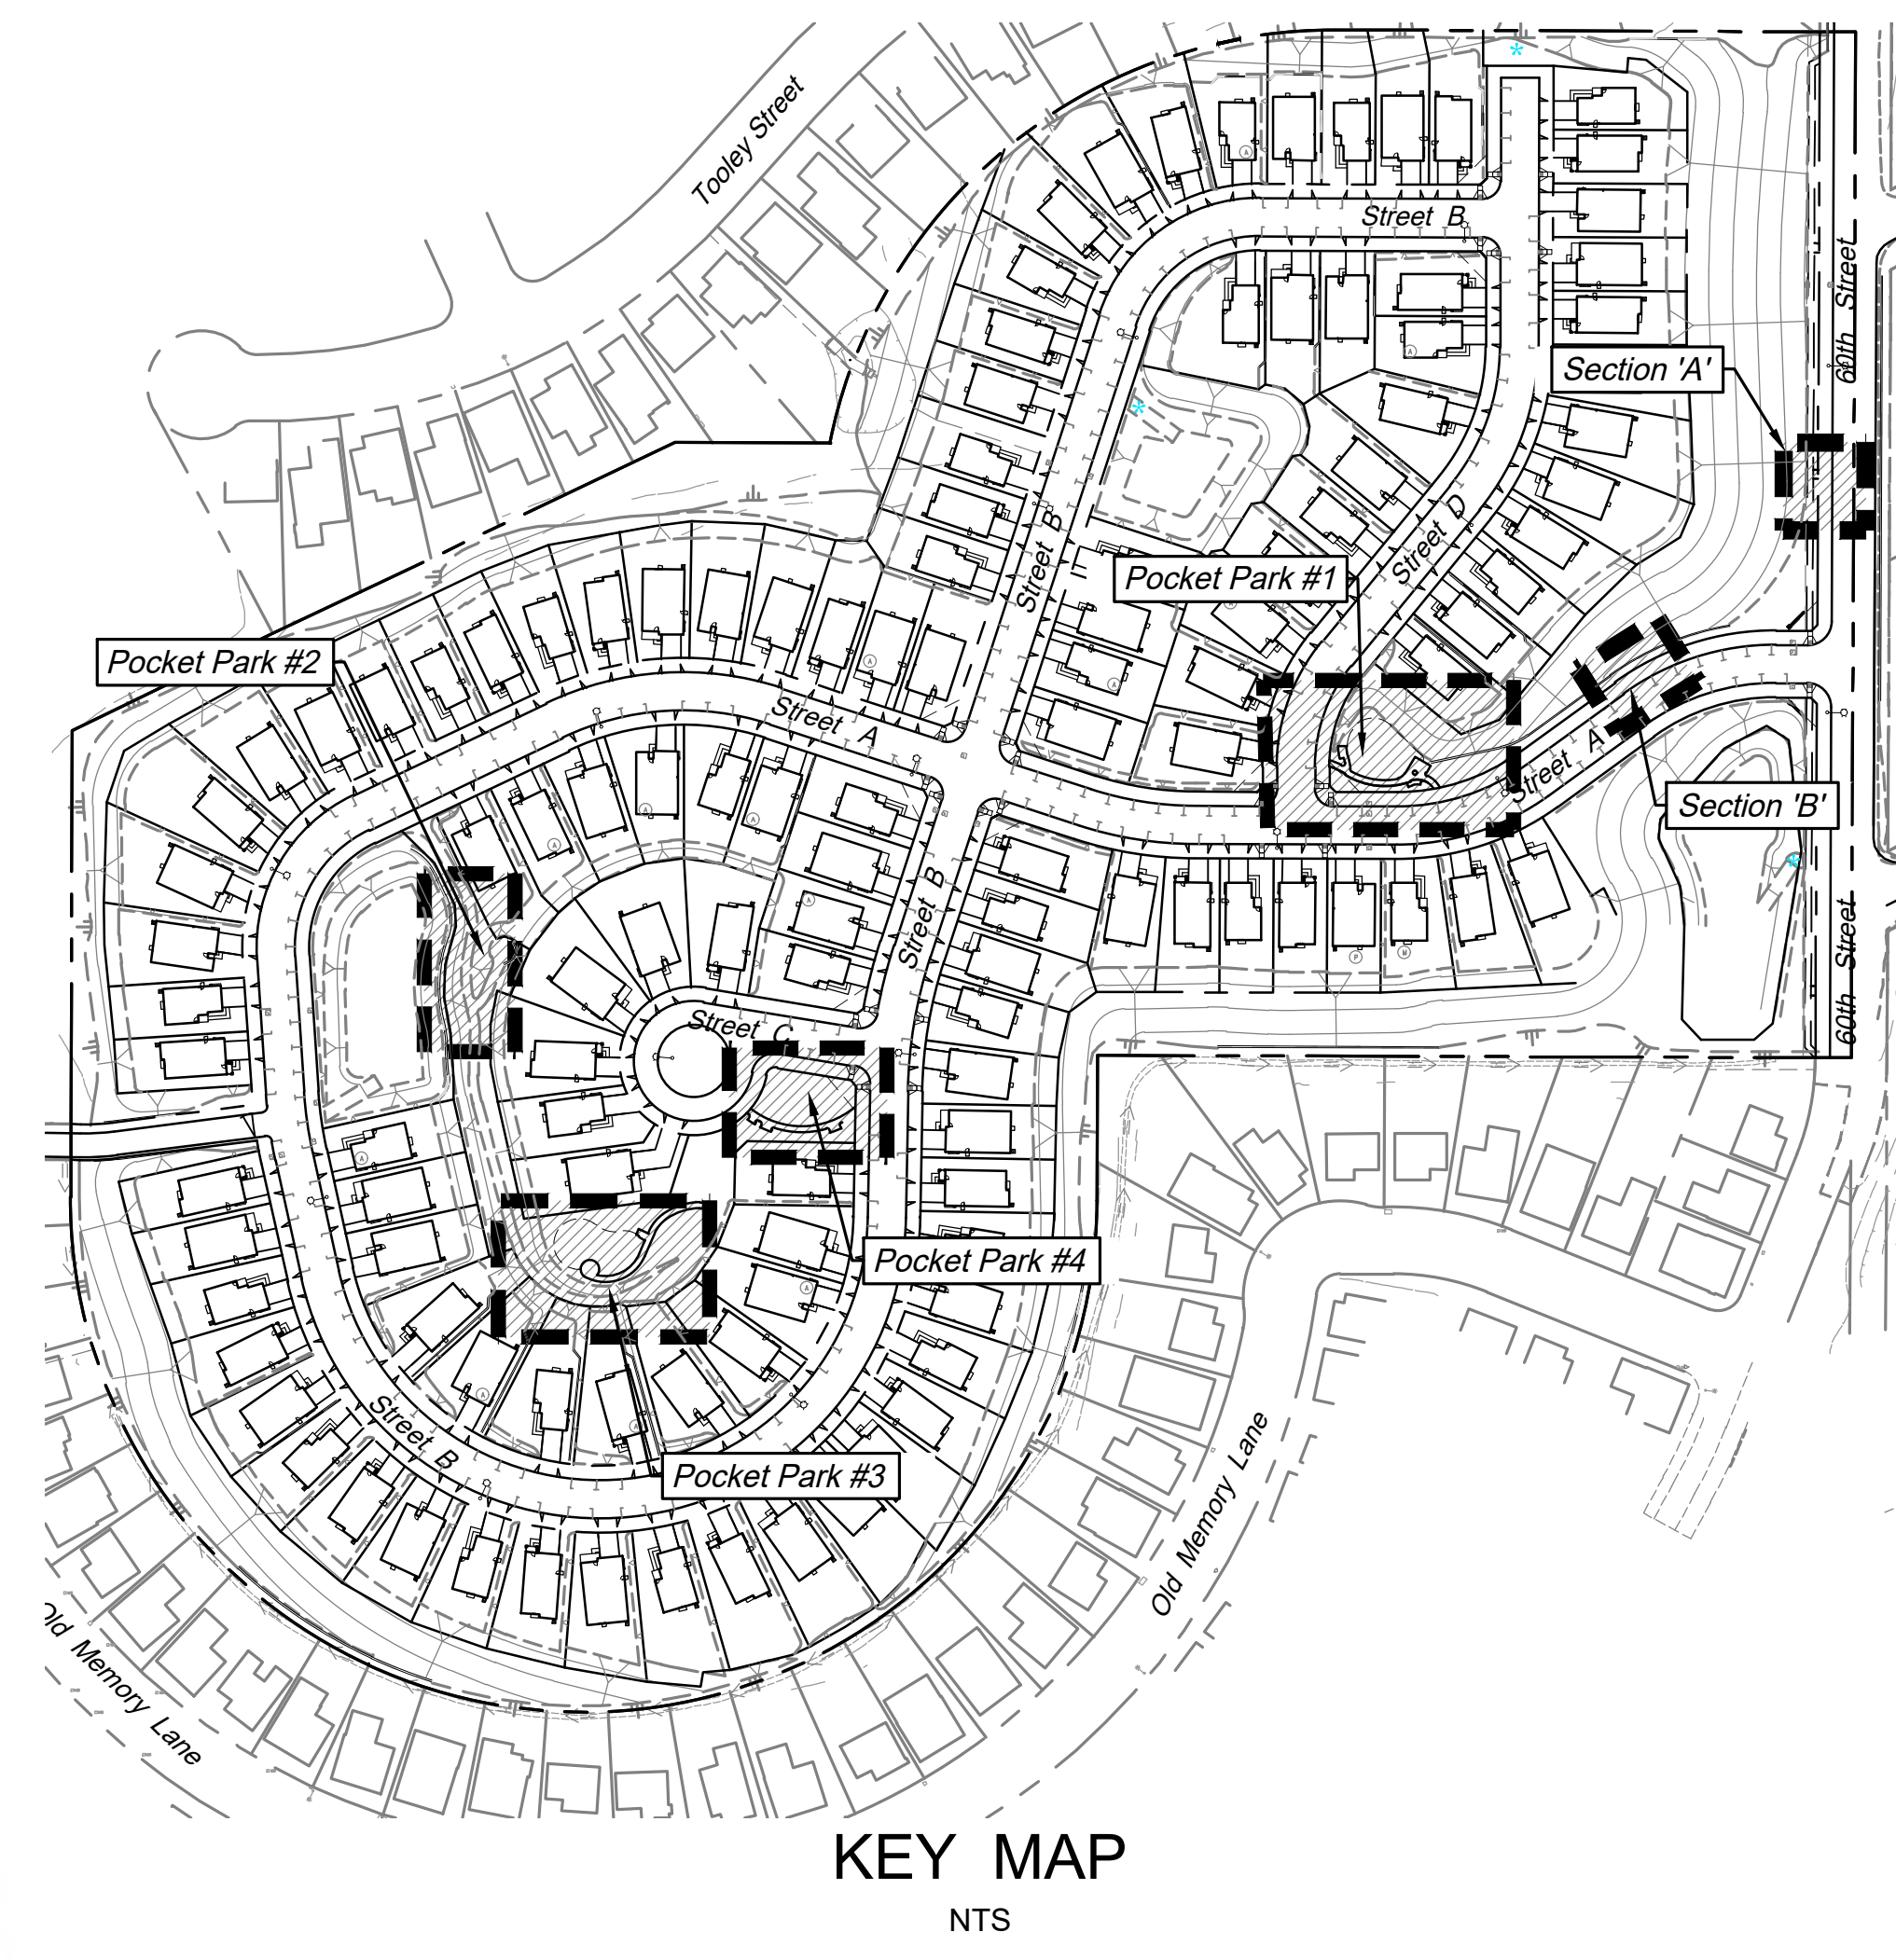 Tooley Street
Street B
60th Street
Section 'A'
Street B
Street D
Pocket Park #1
Pocket Park #2
Street A
Street A
Section 'B'
Street B
60th Street
Street C
Pocket Park #4
Street B
Pocket Park #3
Old Memory Lane
Old Memory Lane
KEY MAP
NTS